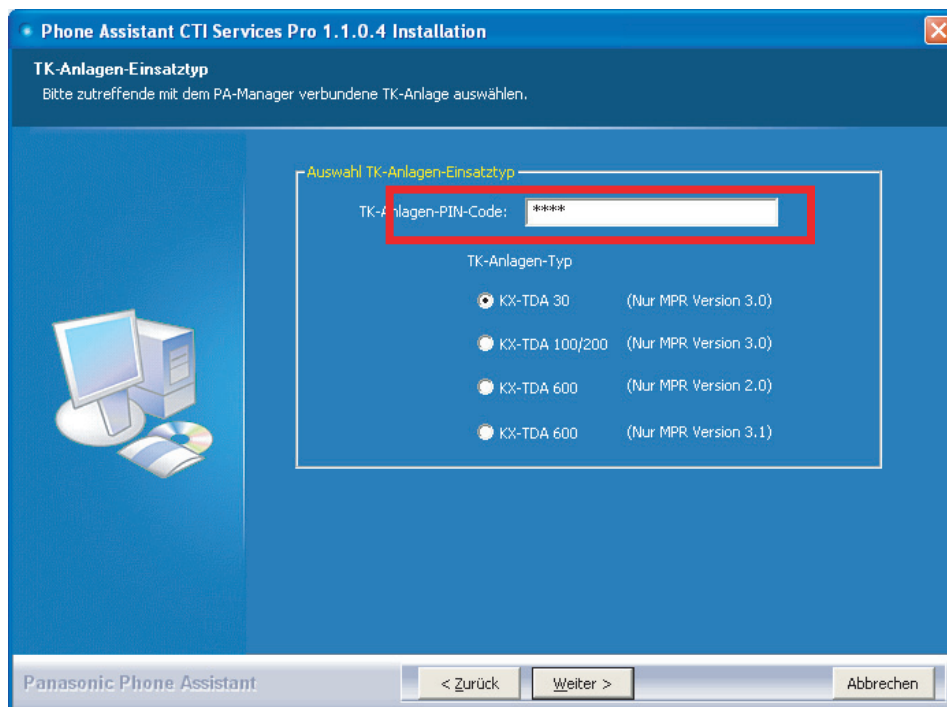 Phone Assistant CTI Services Pro 1.1.0.4 Installation
TK-Anlagen-Einsatztyp
Bitte zutreffende mit dem PA-Manager verbundene TK-Anlage auswählen.
Auswahl TK-Anlagen-Einsatztyp
TK-Anlagen-PIN-Code: ****
TK-Anlagen-Typ
KX-TDA 30 (Nur MPR Version 3.0)
KX-TDA 100/200 (Nur MPR Version 3.0)
KX-TDA 600 (Nur MPR Version 2.0)
KX-TDA 600 (Nur MPR Version 3.1)
Panasonic Phone Assistant
< Zurück Weiter > Abbrechen